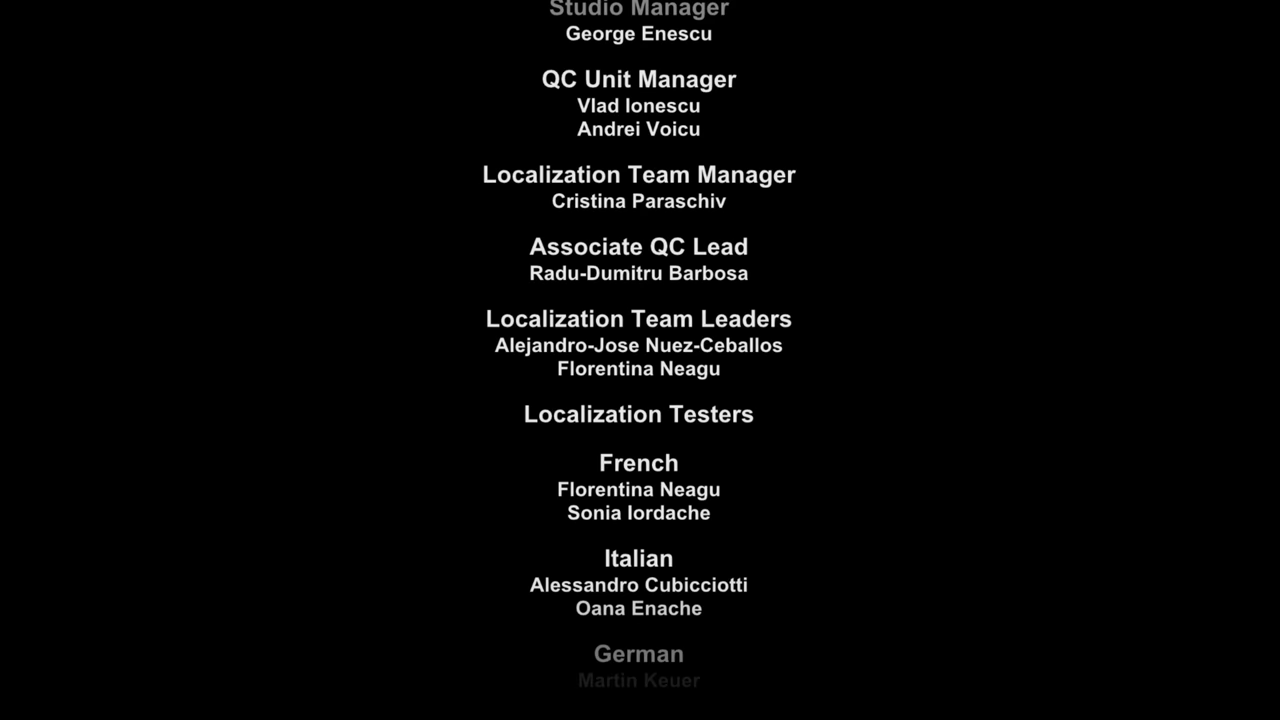 Studio Manager
George Enescu
QC Unit Manager
Vlad Ionescu
Andrei Voicu
Localization Team Manager
Cristina Paraschiv
Associate QC Lead
Radu-Dumitru Barbosa
Localization Team Leaders
Alejandro-Jose Nuez-Ceballos
Florentina Neagu
Localization Testers
French
Florentina Neagu
Sonia Iordache
Italian
Alessandro Cubicciotti
Oana Enache
German
Martin Keuer